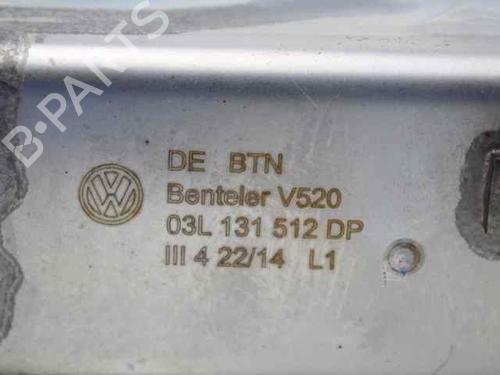 B-PARTS
DE BTN
Benteler V520
03L 131 512 DP
III 4 22/14 L1